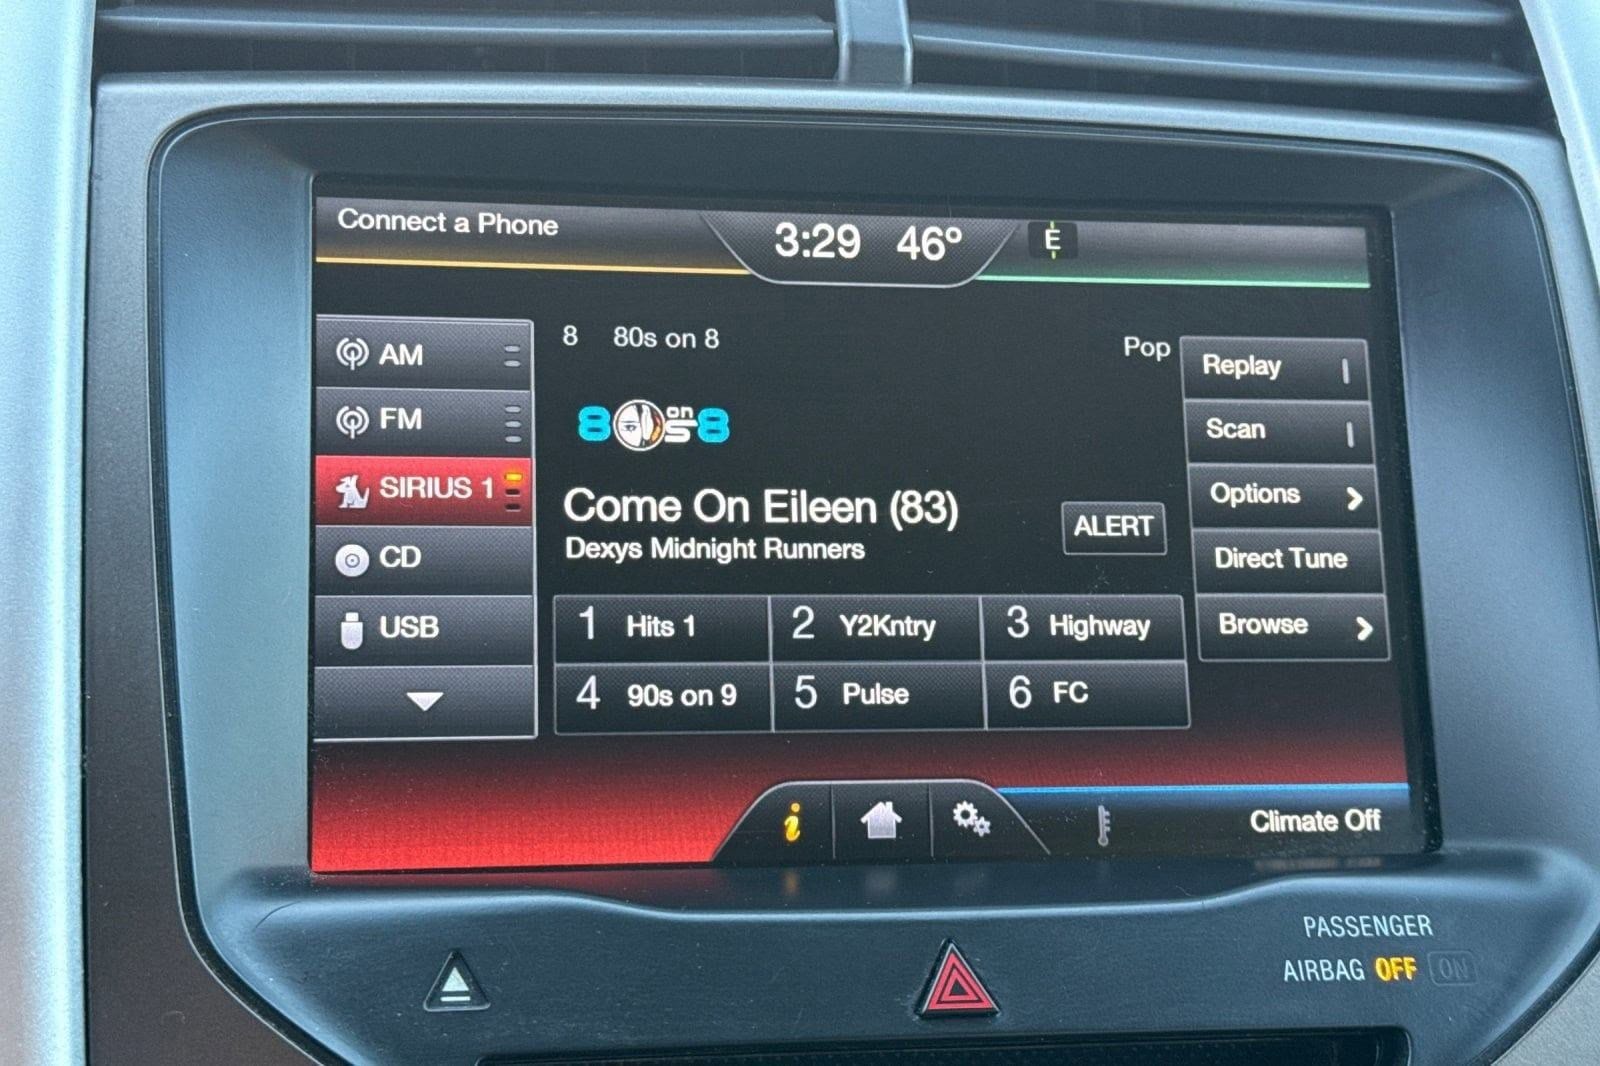 Connect a Phone
3:29 46° E
AM
FM
SIRIUS 1
CD
USB
8 80s on 8
Pop
80s on 8
Come On Eileen (83)
Dexys Midnight Runners
ALERT
1 Hits 1
2 Y2Kntry
3 Highway
4 90s on 9
5 Pulse
6 FC
Replay
Scan
Options
Direct Tune
Browse
i
Climate Off
PASSENGER
AIRBAG OFF ON